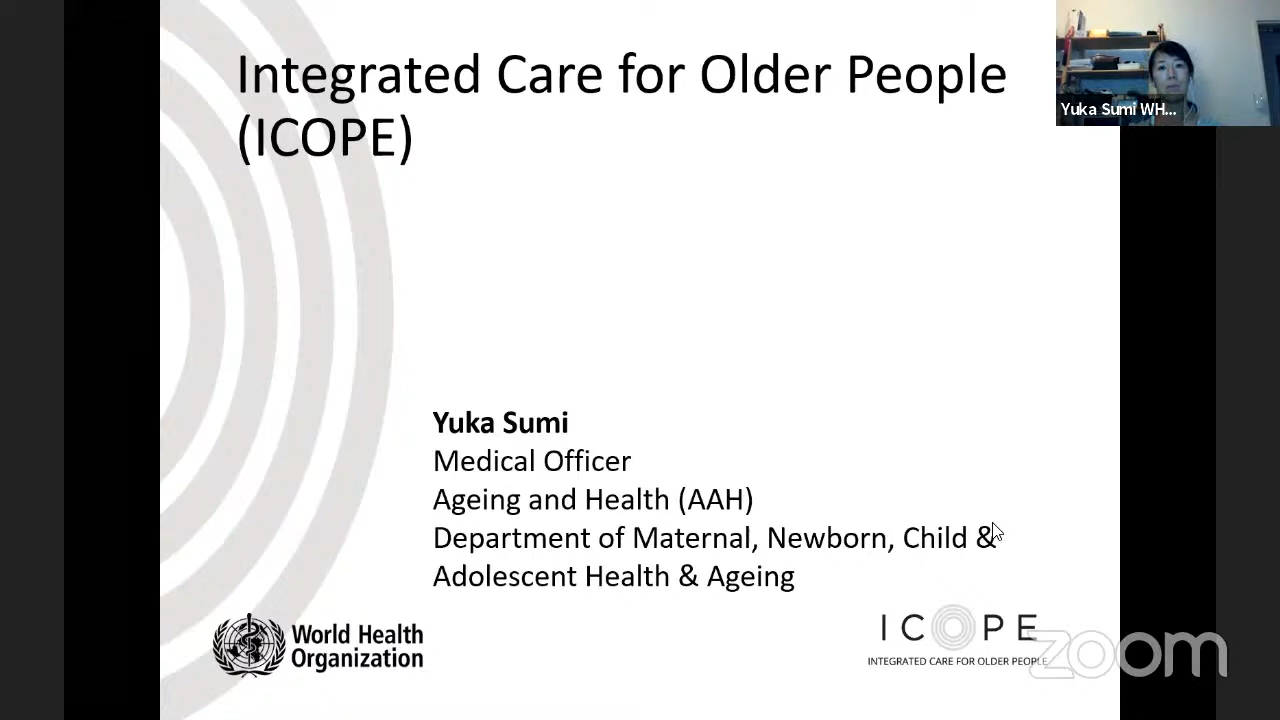 Integrated Care for Older People
(ICOPE)
Yuka Sumi WH...
Yuka Sumi
Medical Officer
Ageing and Health (AAH)
Department of Maternal, Newborn, Child &
Adolescent Health & Ageing
World Health
Organization
ICOPE
INTEGRATED CARE FOR OLDER PEOPLE
zoom